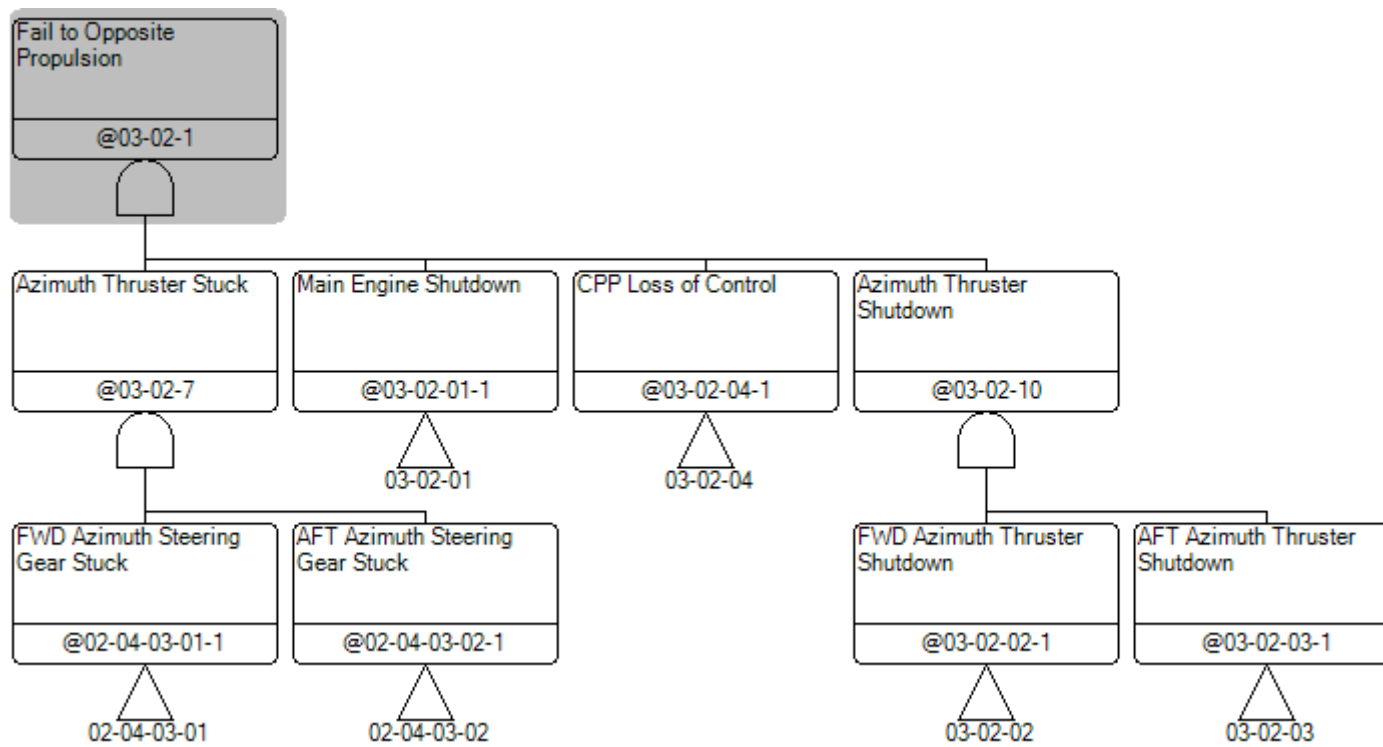 Fail to Opposite
Propulsion
@03-02-1
Azimuth Thruster Stuck
@03-02-7
Main Engine Shutdown
@03-02-01-1
03-02-01
CPP Loss of Control
@03-02-04-1
03-02-04
Azimuth Thruster
Shutdown
@03-02-10
FWD Azimuth Steering
Gear Stuck
@02-04-03-01-1
02-04-03-01
AFT Azimuth Steering
Gear Stuck
@02-04-03-02-1
02-04-03-02
FWD Azimuth Thruster
Shutdown
@03-02-02-1
03-02-02
AFT Azimuth Thruster
Shutdown
@03-02-03-1
03-02-03